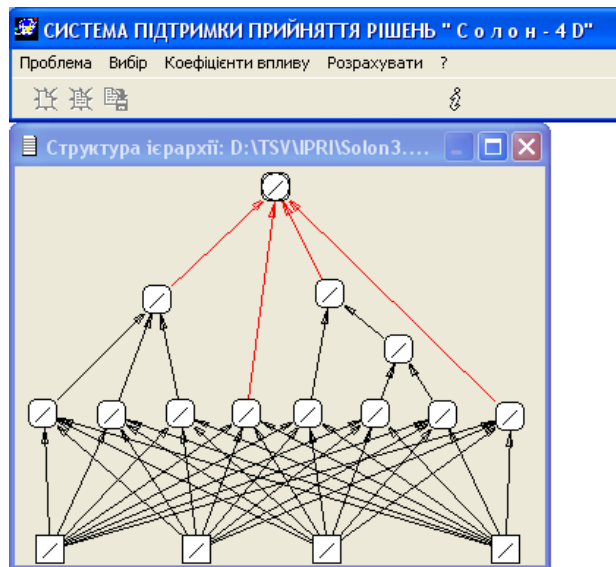 СИСТЕМА ПІДТРИМКИ ПРИЙНЯТТЯ РІШЕНЬ " С о л о н - 4 D"
Проблема Вибір Коефіцієнти впливу Розрахувати ?
Структура ієрархії: D:\TSV\IPRI\Solon3....